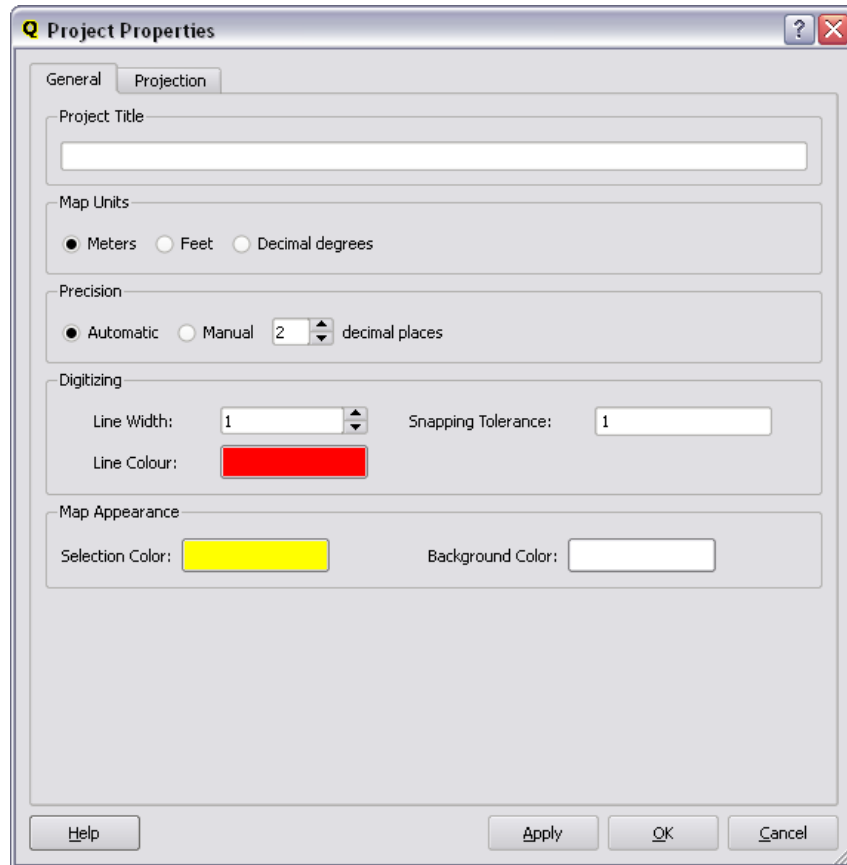 Project Properties
General Projection
Project Title
Map Units
Meters Feet Decimal degrees
Precision
Automatic Manual 2 decimal places
Digitizing
Line Width: 1 Snapping Tolerance: 1
Line Colour:
Map Appearance
Selection Color: Background Color:
Help Apply OK Cancel